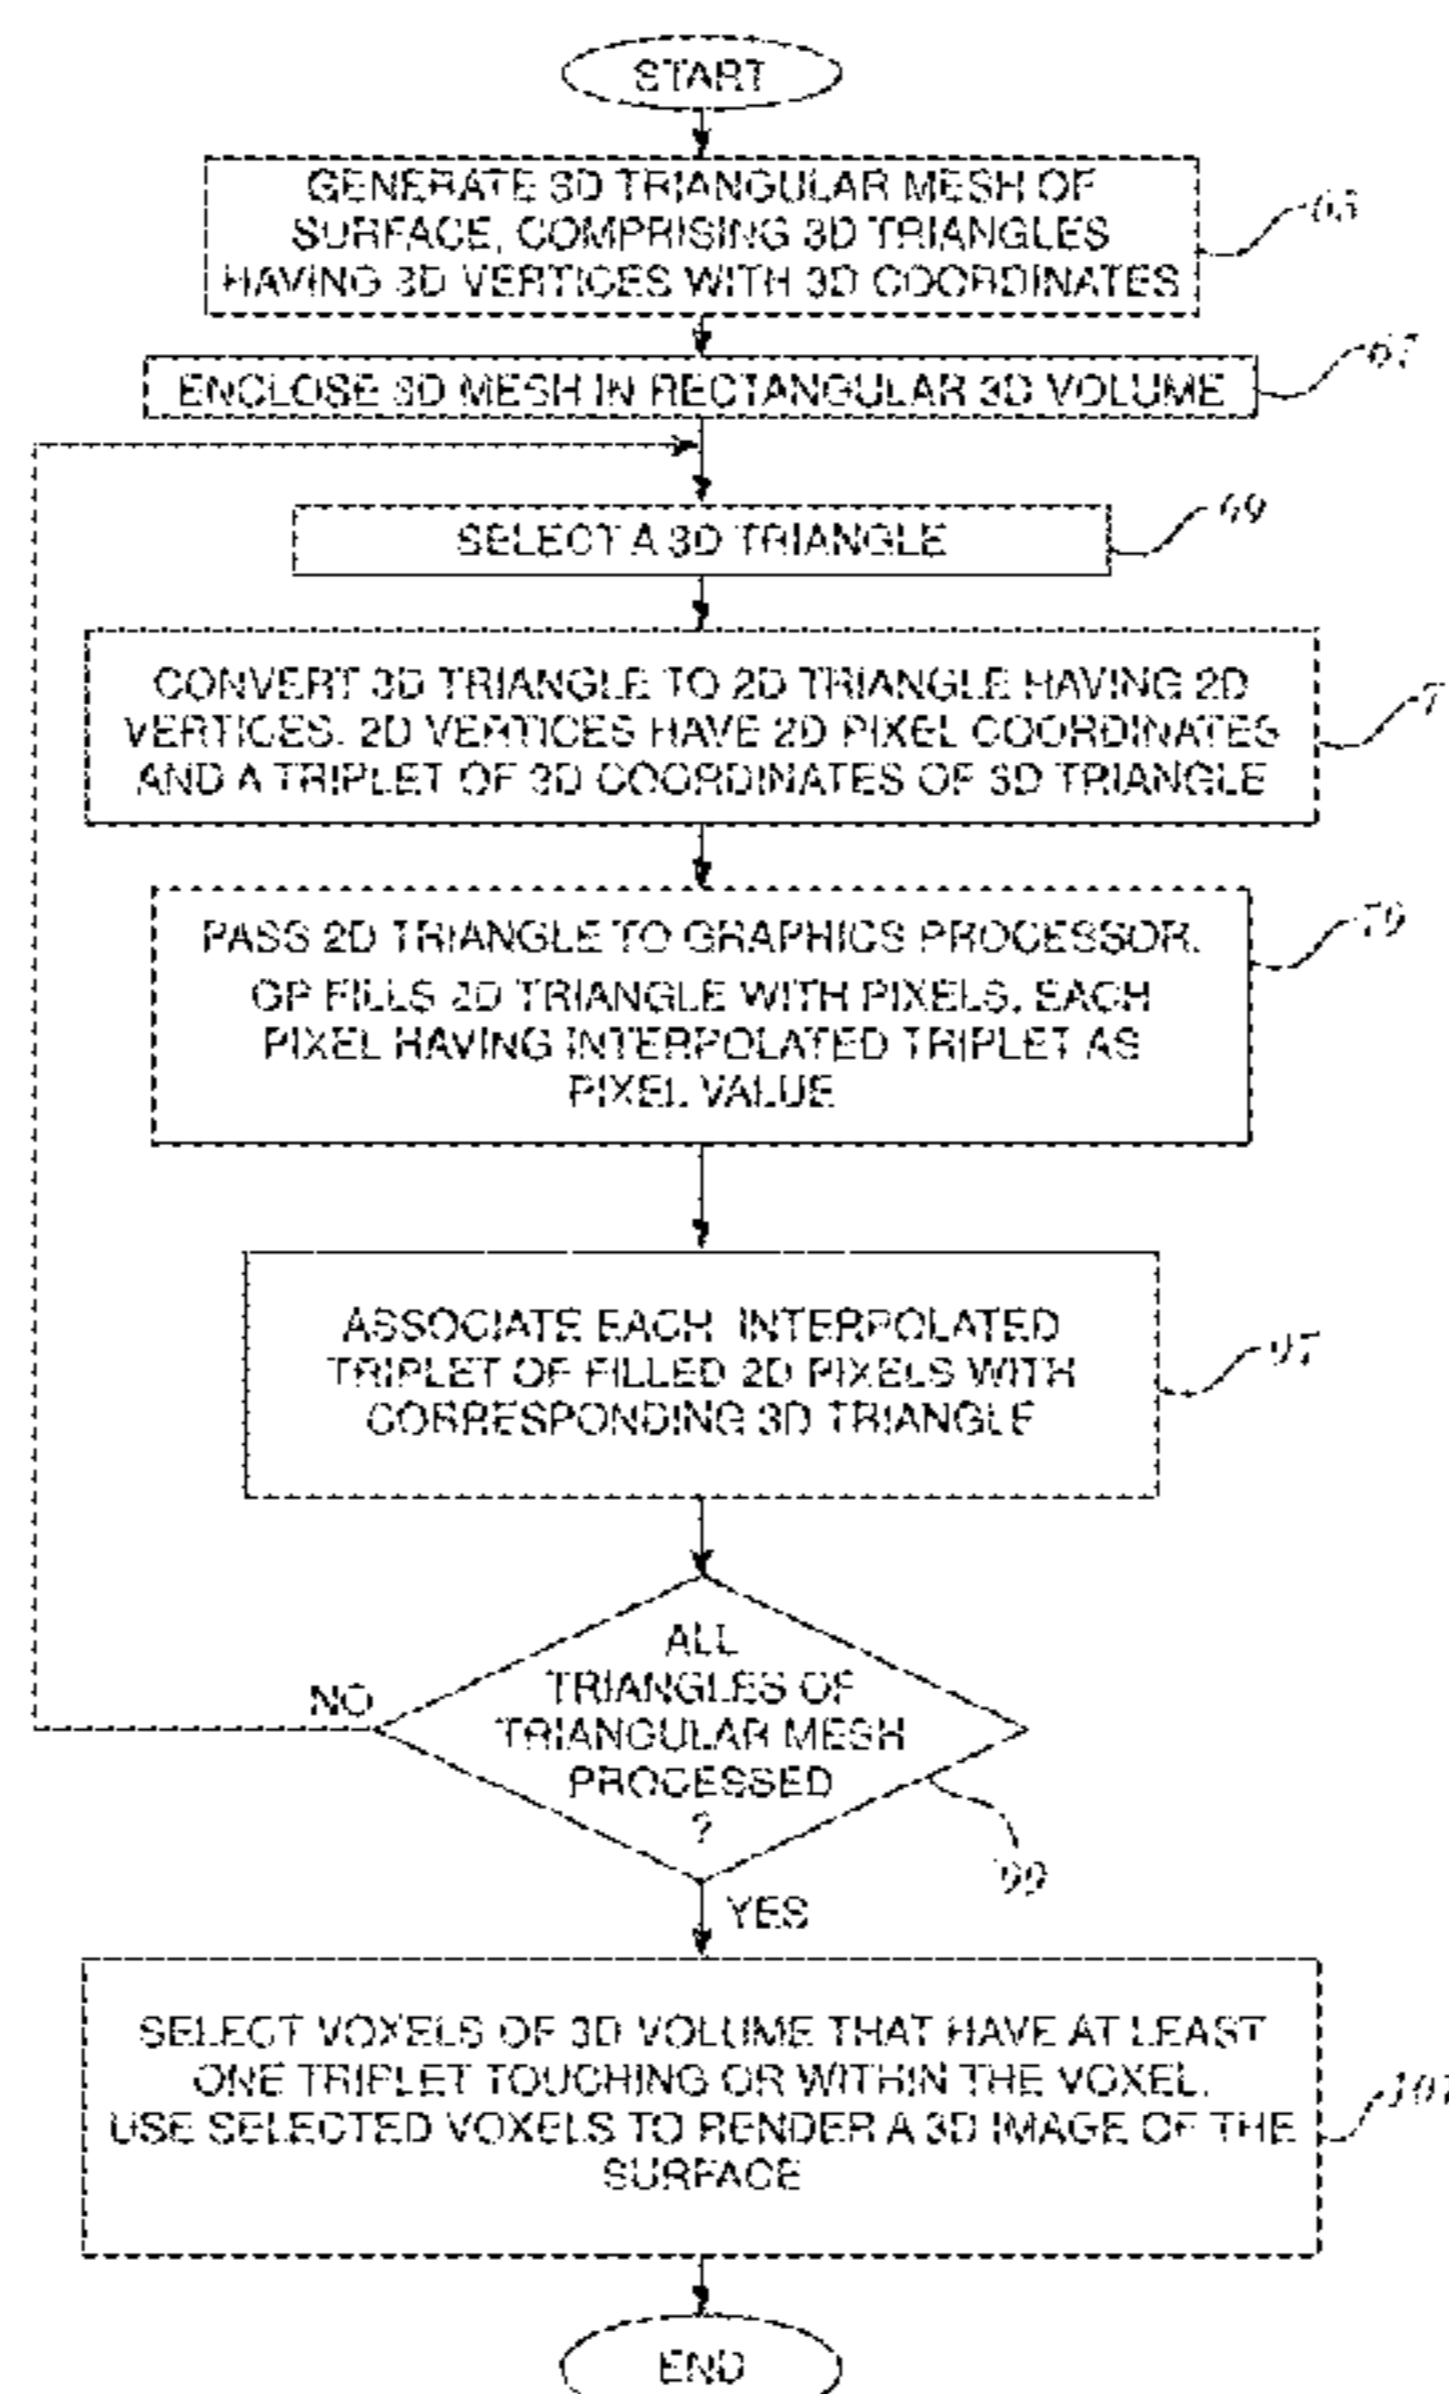 START
GENERATE 3D TRIANGULAR MESH OF
SURFACE, COMPRISING 3D TRIANGLES
HAVING 3D VERTICES WITH 3D COORDINATES
65
ENCLOSE 3D MESH IN RECTANGULAR 3D VOLUME
67
SELECT A 3D TRIANGLE
69
CONVERT 3D TRIANGLE TO 2D TRIANGLE HAVING 2D
VERTICES. 2D VERTICES HAVE 2D PIXEL COORDINATES
AND A TRIPLET OF 3D COORDINATES OF 3D TRIANGLE
PASS 2D TRIANGLE TO GRAPHICS PROCESSOR.
GP FILLS 2D TRIANGLE WITH PIXELS, EACH
PIXEL HAVING INTERPOLATED TRIPLET AS
PIXEL VALUE
79
ASSOCIATE EACH INTERPOLATED
TRIPLET OF FILLED 2D PIXELS WITH
CORRESPONDING 3D TRIANGLE
97
ALL
TRIANGLES OF
TRIANGULAR MESH
PROCESSED
?
NO
99
YES
SELECT VOXELS OF 3D VOLUME THAT HAVE AT LEAST
ONE TRIPLET TOUCHING OR WITHIN THE VOXEL.
USE SELECTED VOXELS TO RENDER A 3D IMAGE OF THE
SURFACE
END